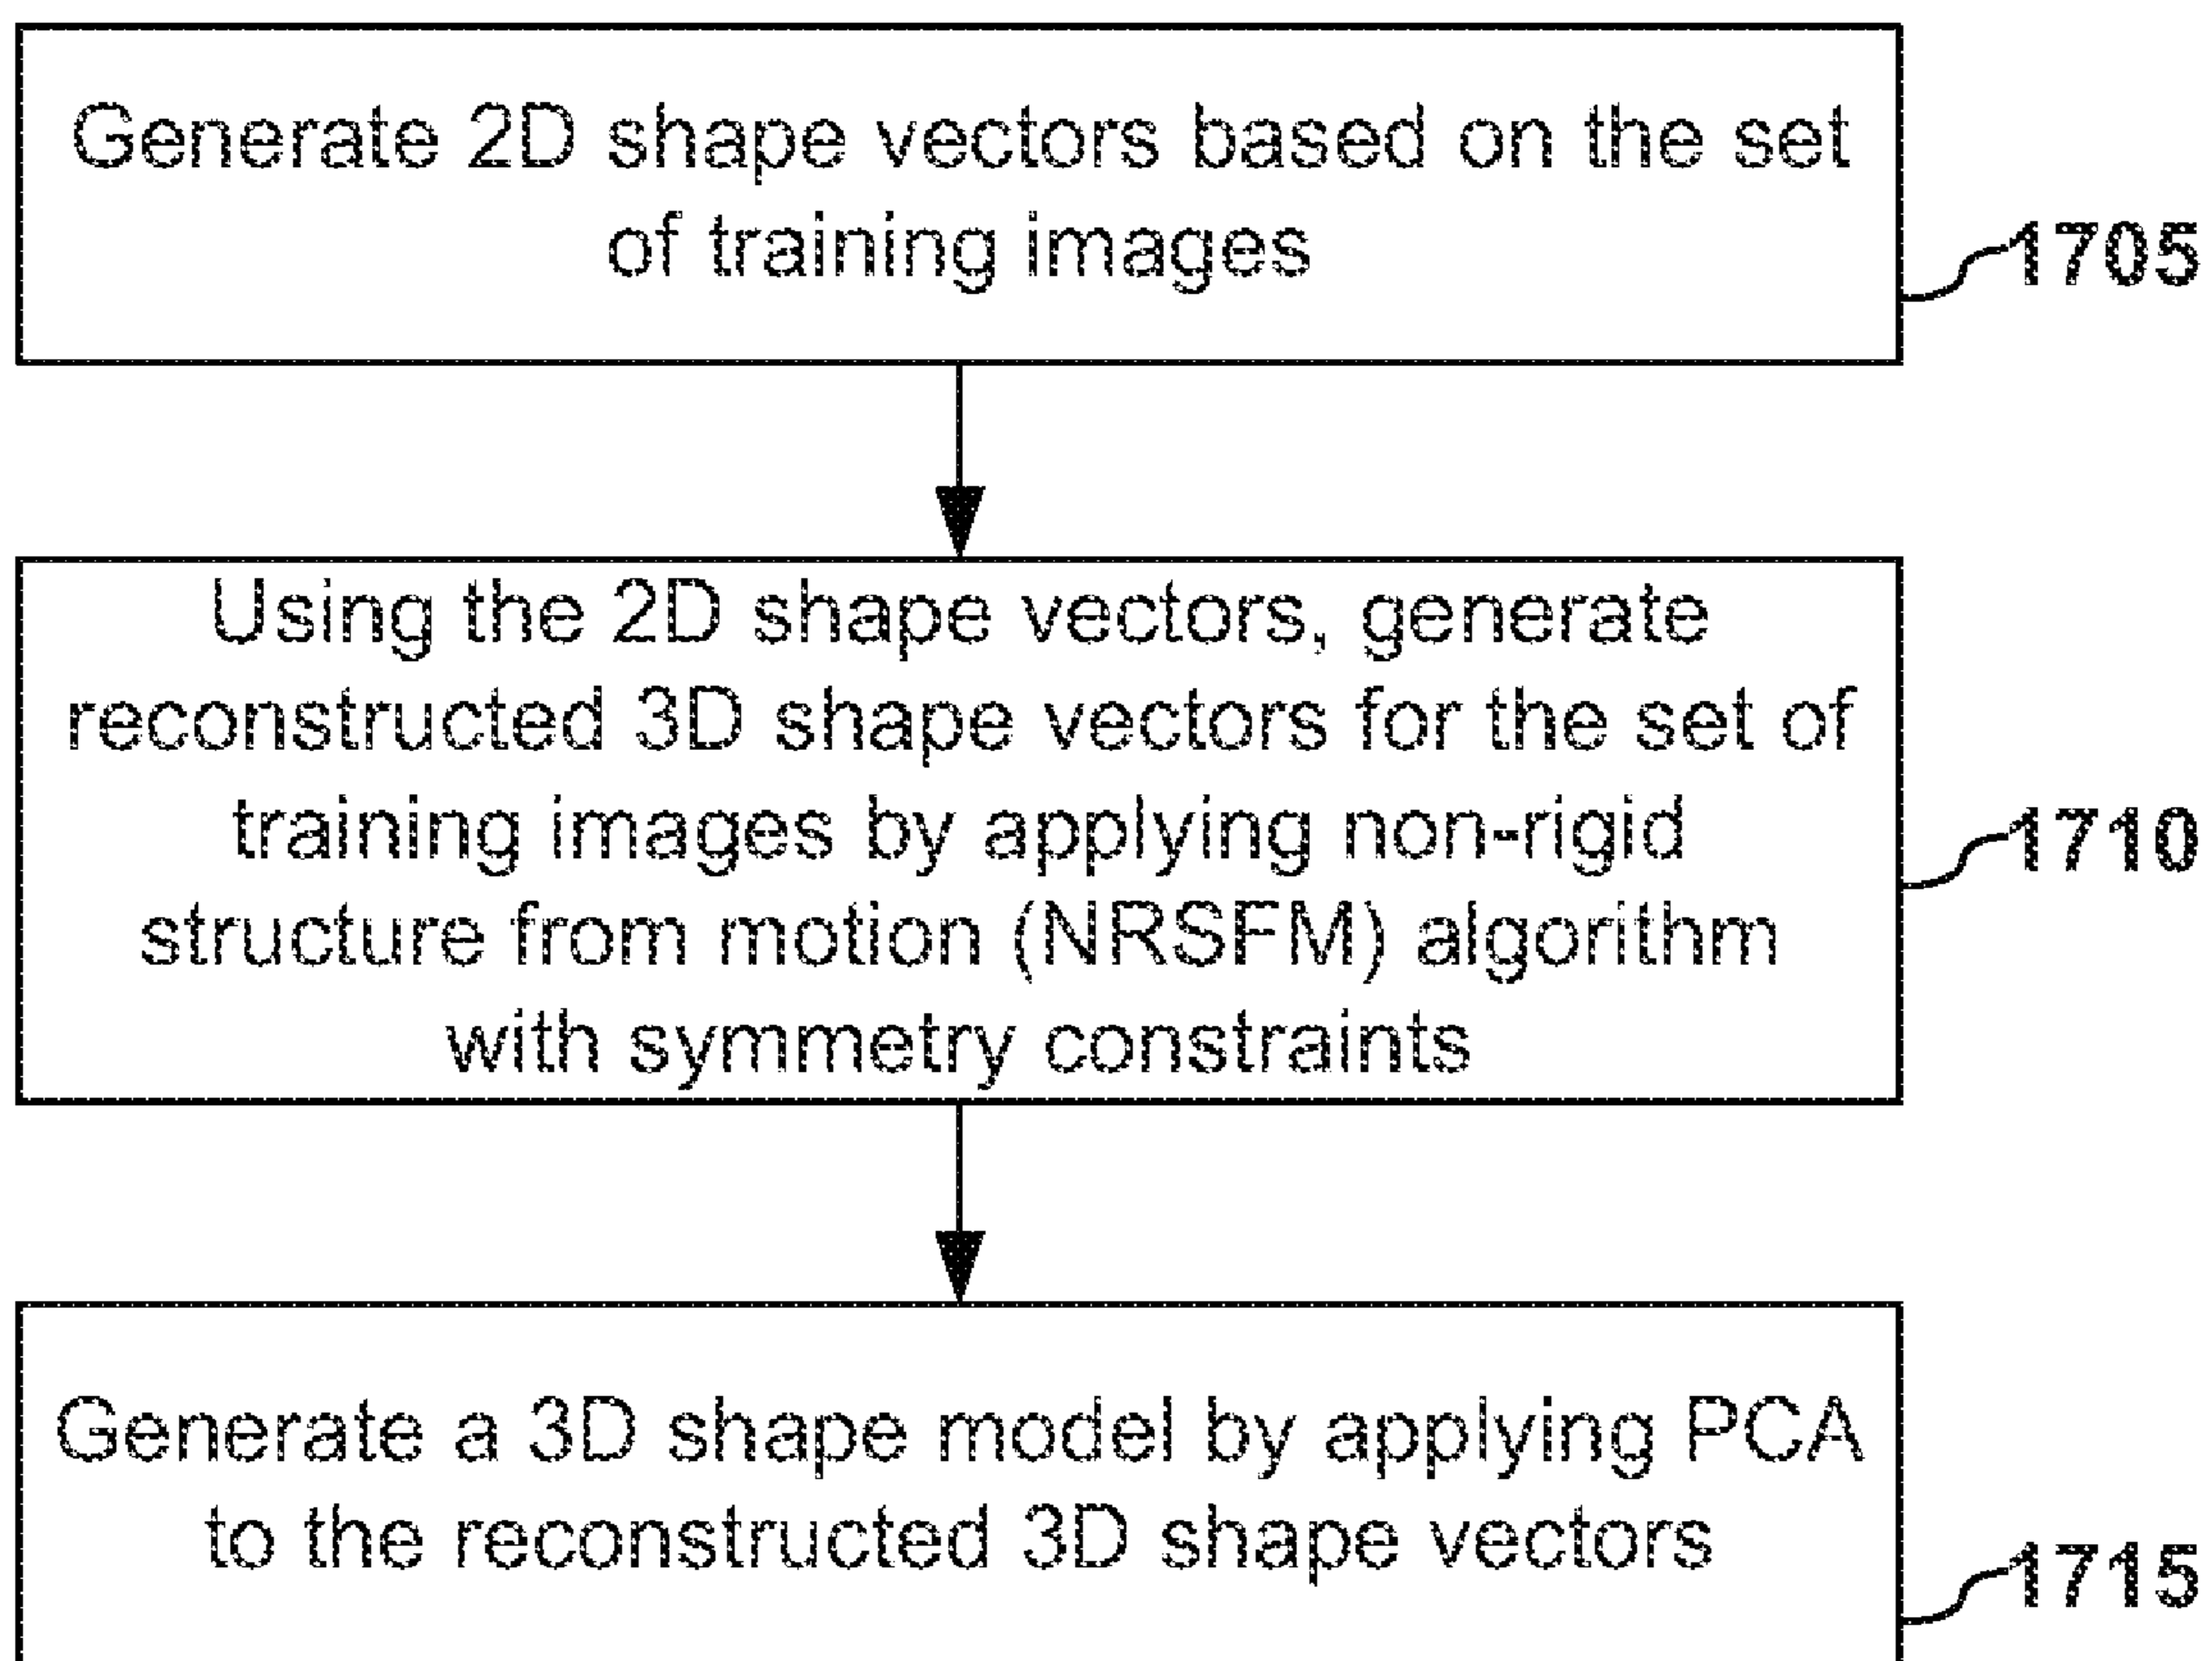 Generate 2D shape vectors based on the set
of training images
1705
Using the 2D shape vectors, generate
reconstructed 3D shape vectors for the set of
training images by applying non-rigid
structure from motion (NRSFM) algorithm
with symmetry constraints
1710
Generate a 3D shape model by applying PCA
to the reconstructed 3D shape vectors
1715